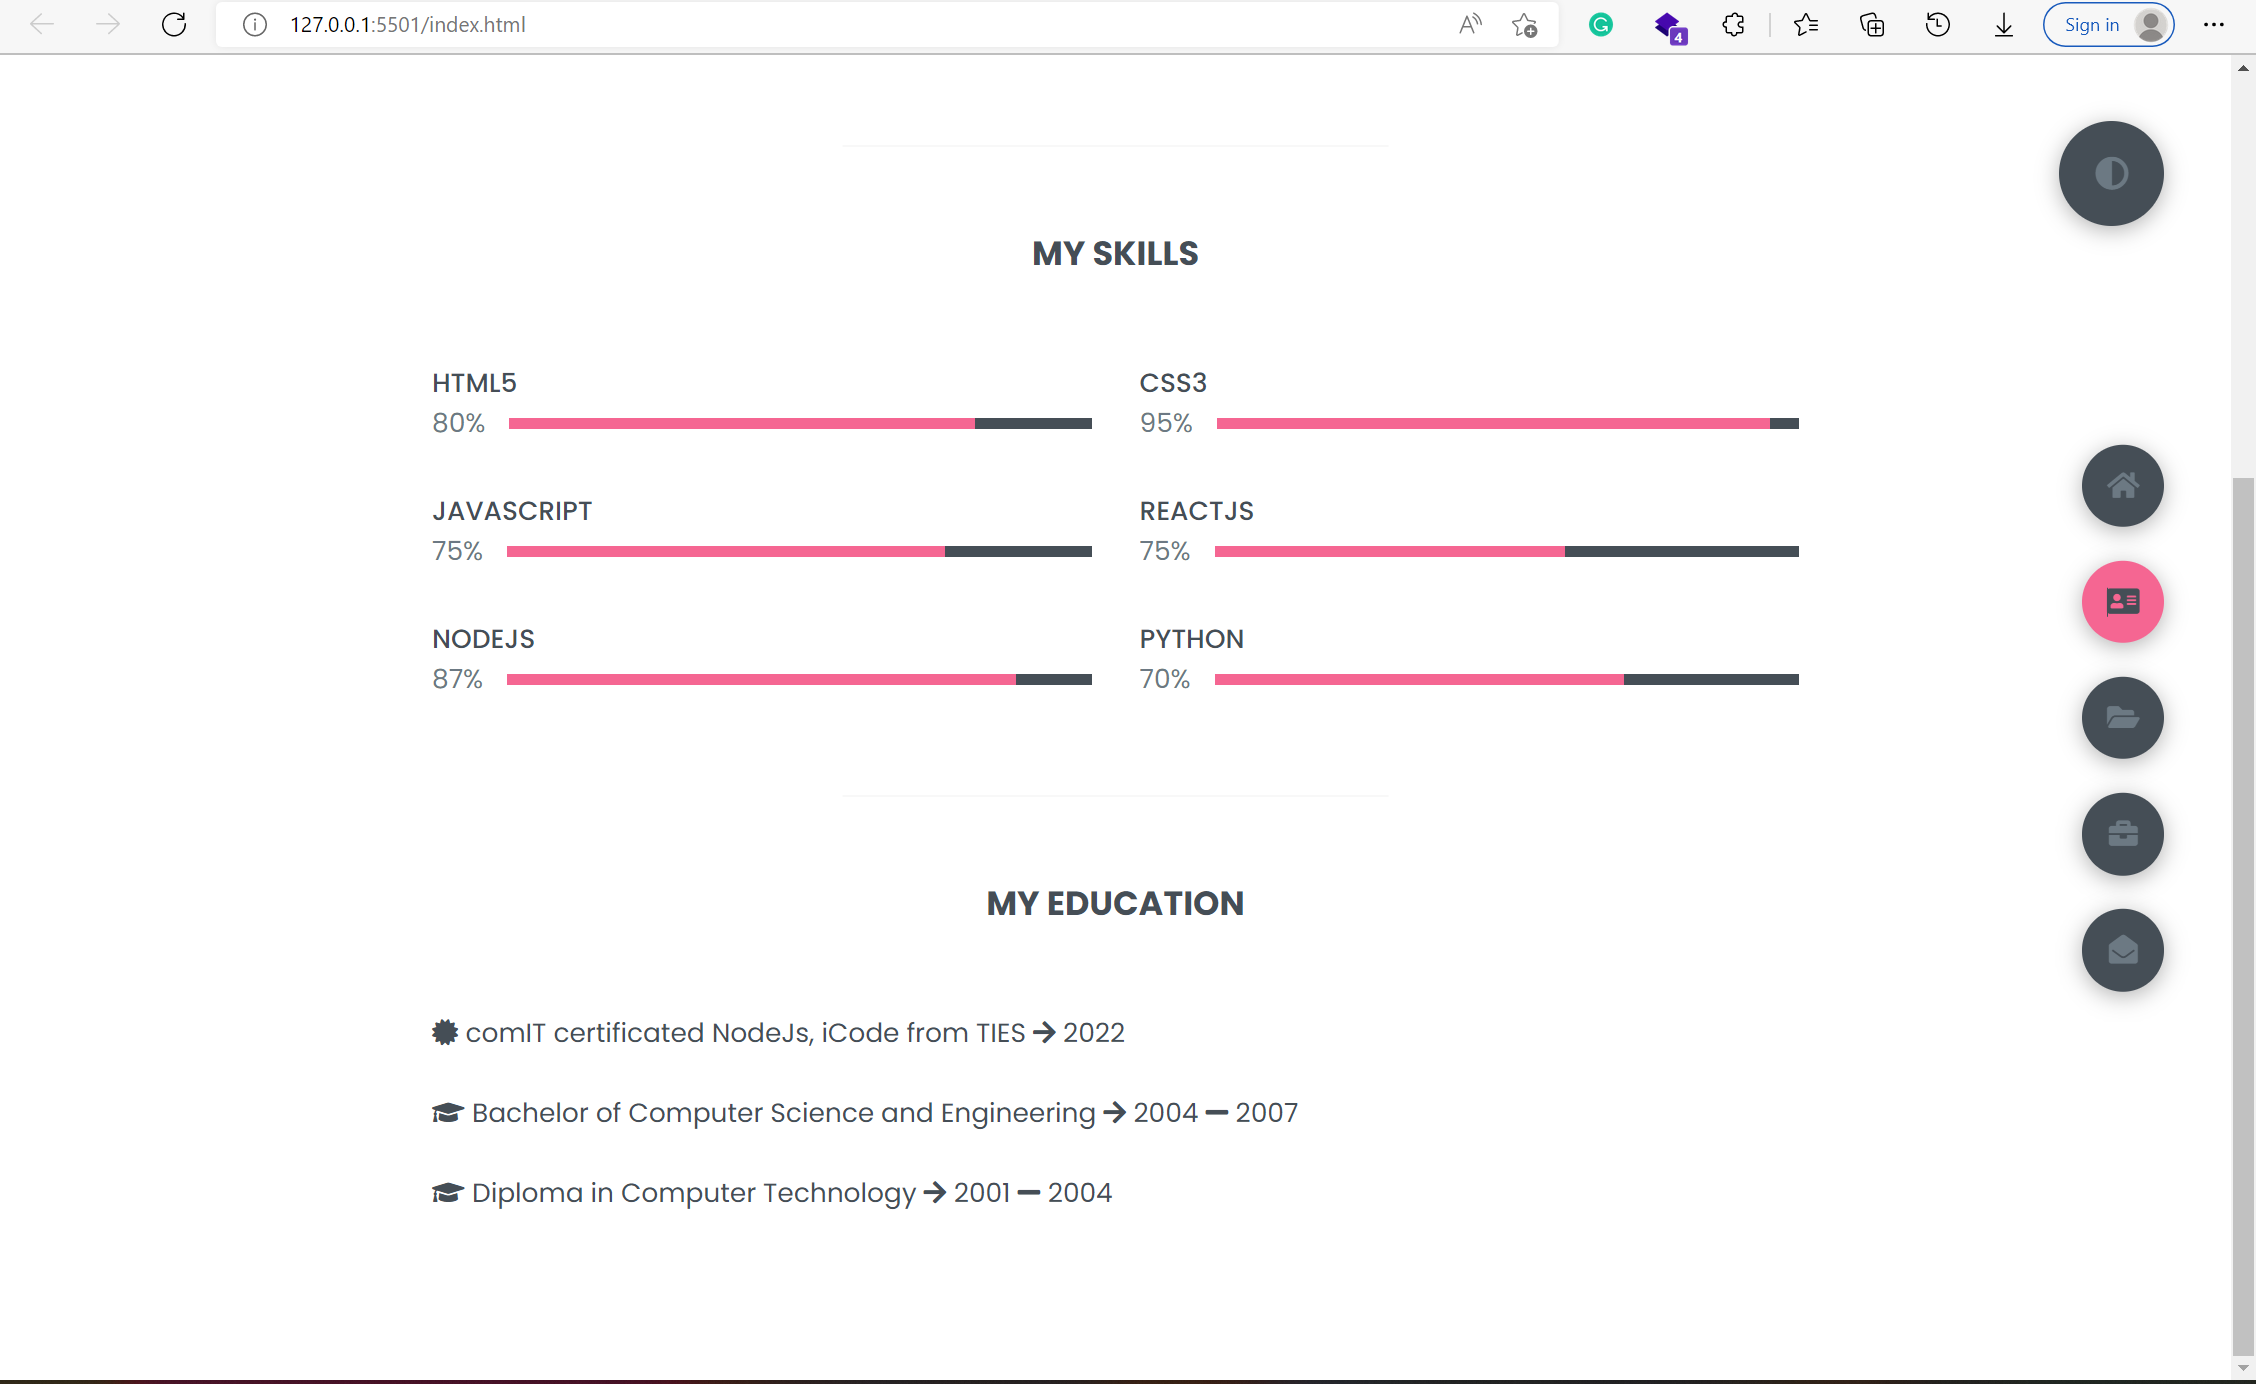 127.0.0.1:5501/index.html
4
Sign in
MY SKILLS
HTML5
80%
CSS3
95%
JAVASCRIPT
75%
REACTJS
75%
NODEJS
87%
PYTHON
70%
MY EDUCATION
comIT certificated NodeJs, iCode from TIES → 2022
Bachelor of Computer Science and Engineering → 2004 — 2007
Diploma in Computer Technology → 2001 — 2004